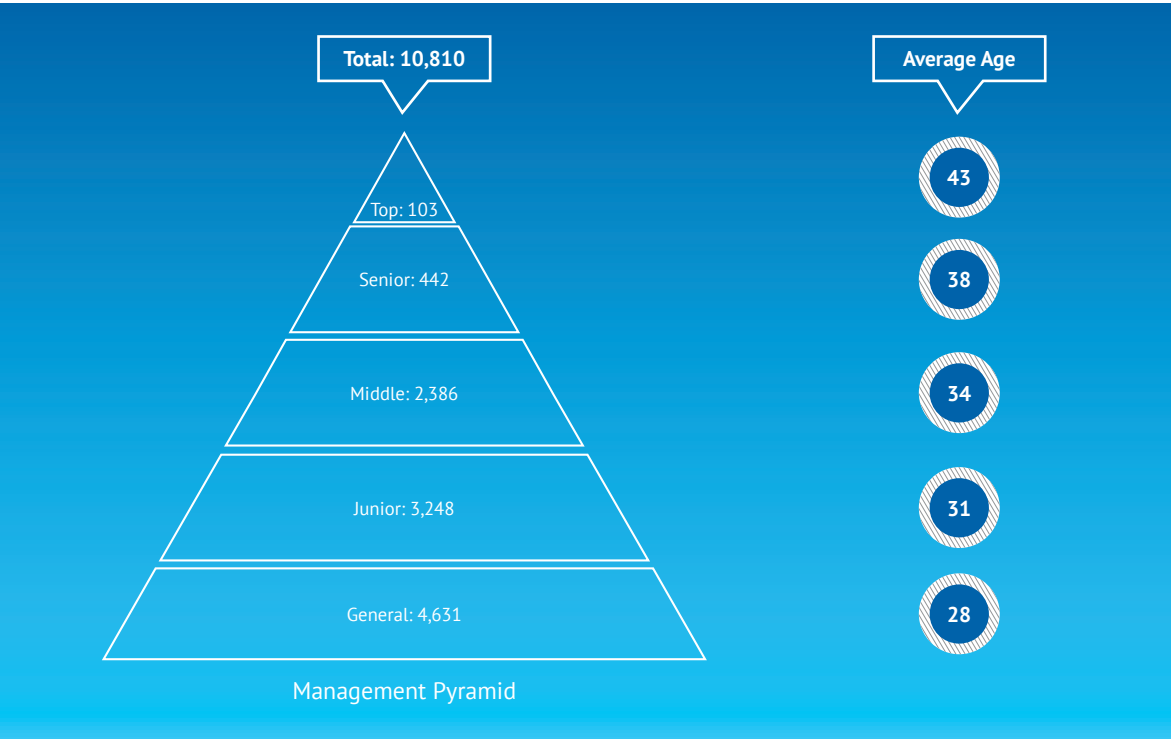 Total: 10,810
Average Age
Top: 103
43
Senior: 442
38
Middle: 2,386
34
Junior: 3,248
31
General: 4,631
28
Management Pyramid